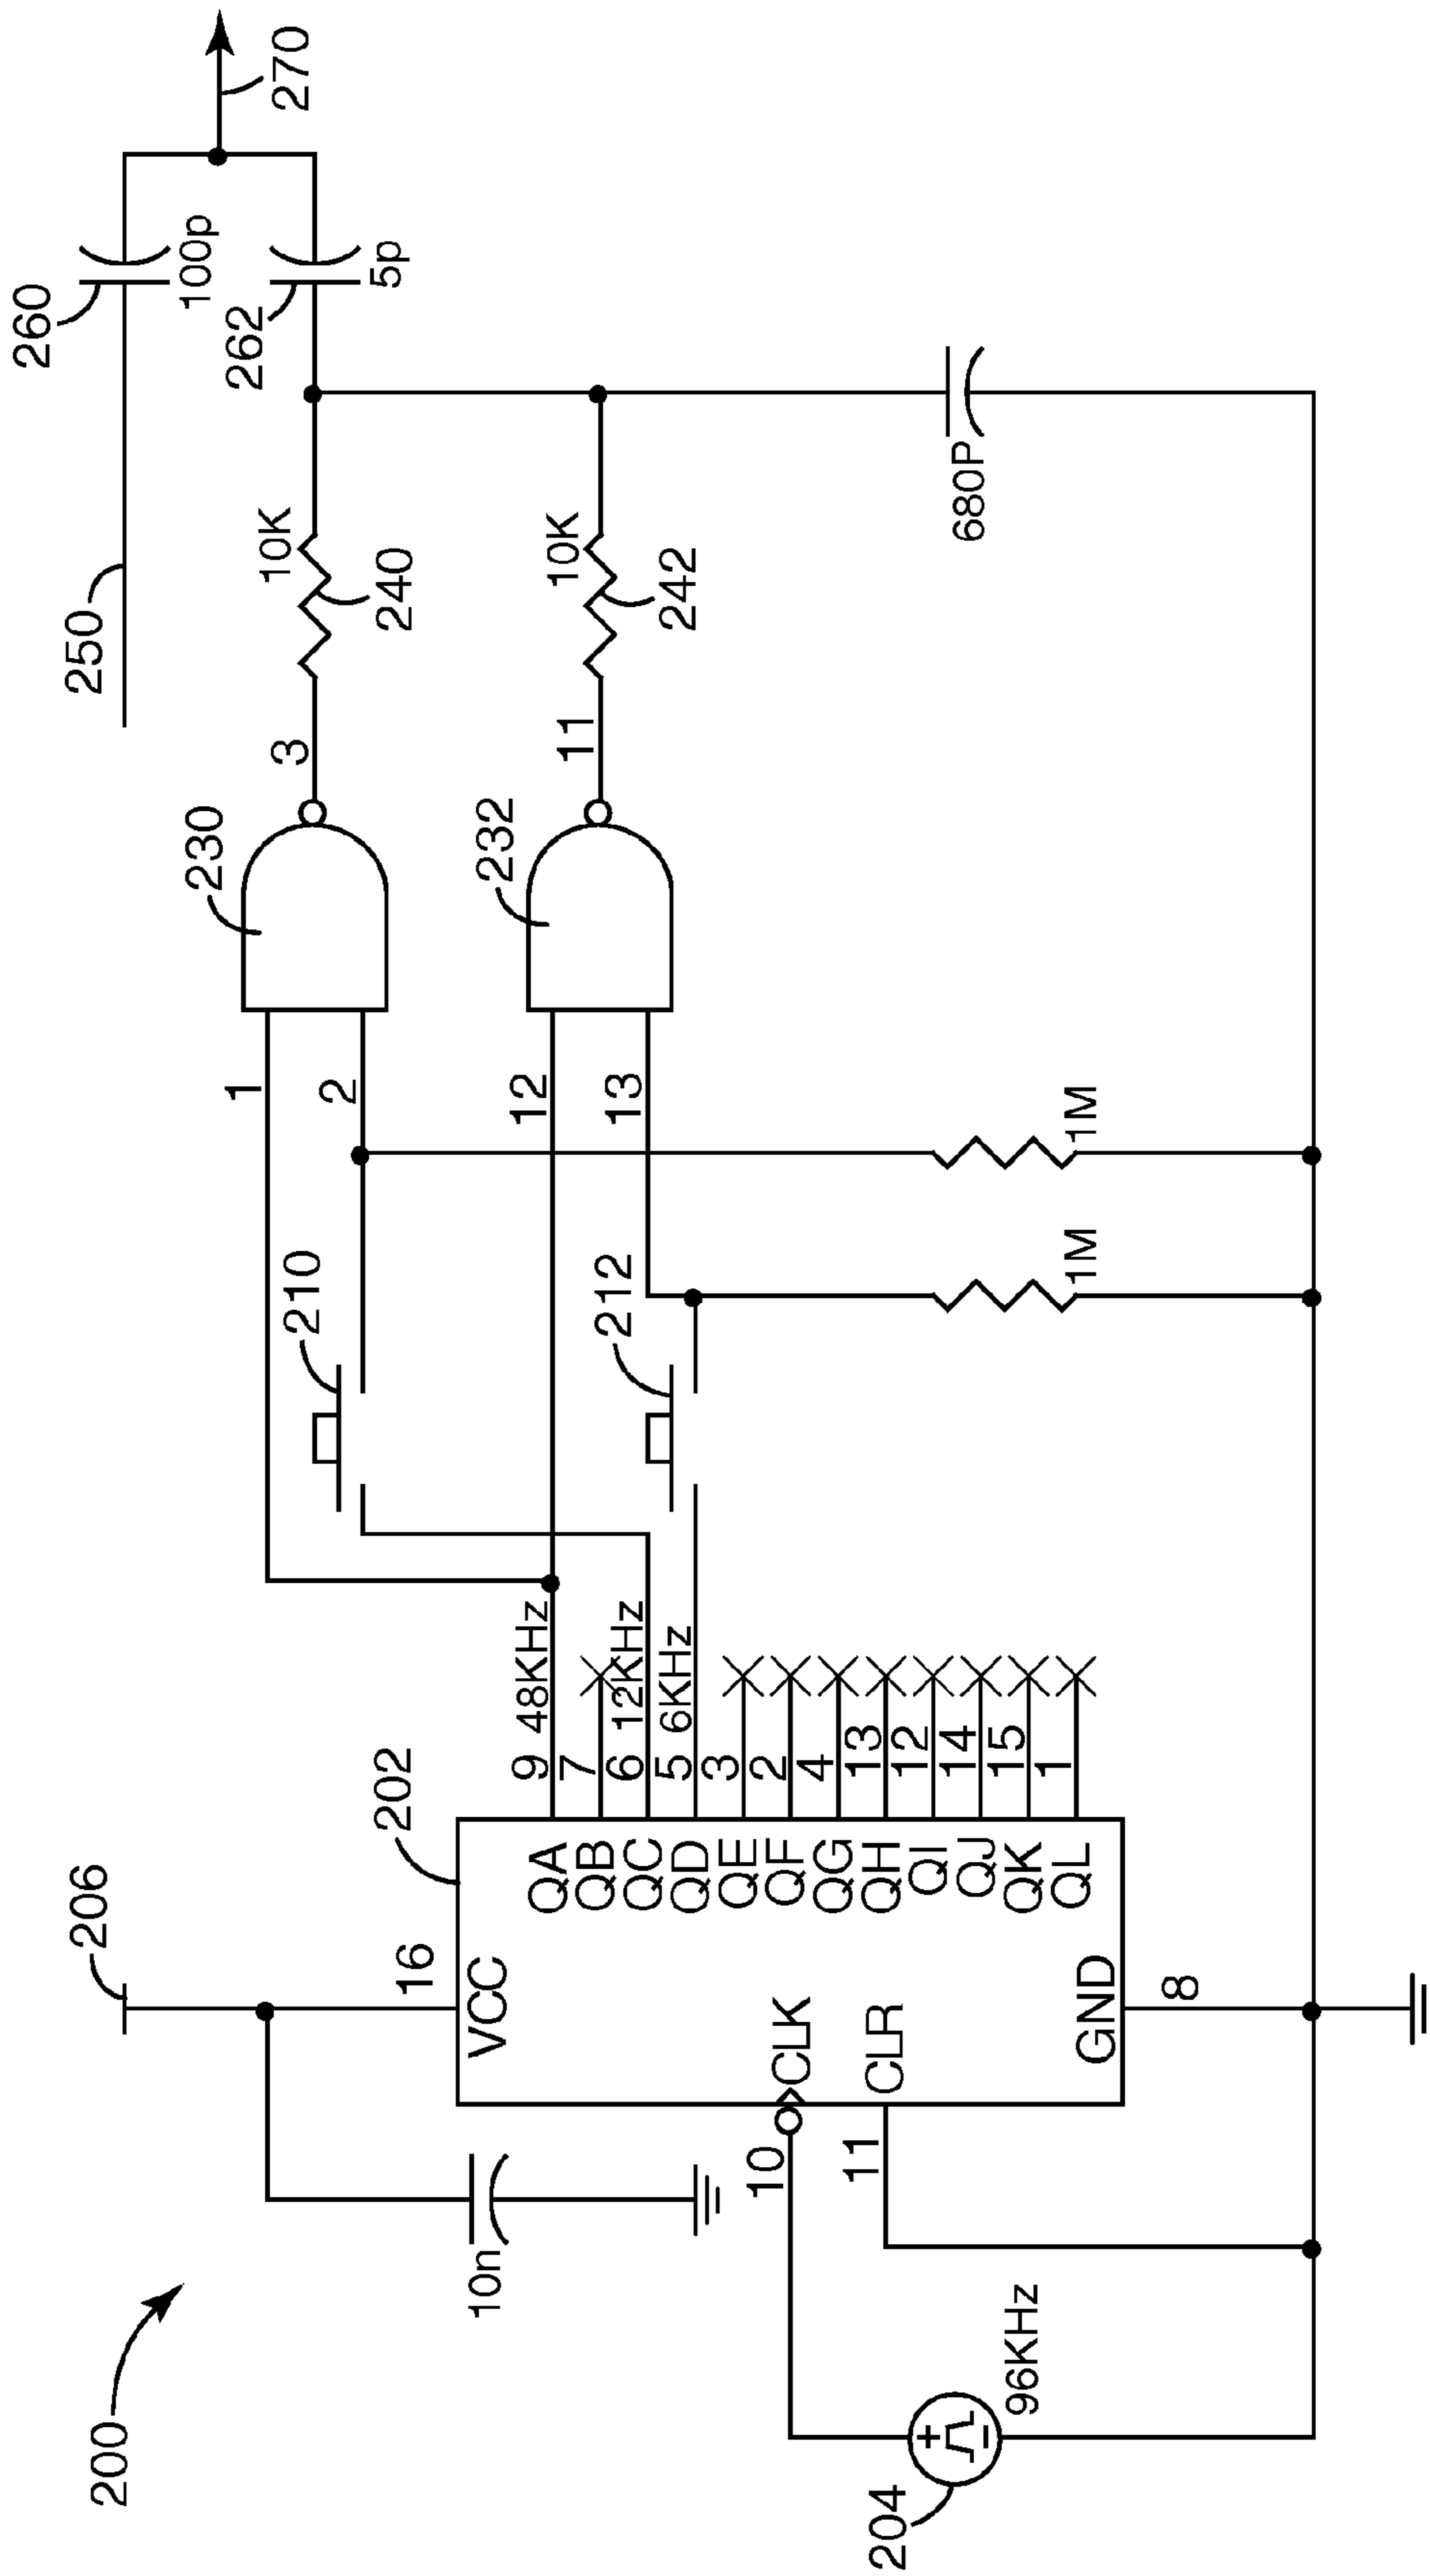 200
206
202
10n
16
VCC
CLK
CLR
GND
10
11
8
204
96KHz
QA
QB
QC
QD
QE
QF
QG
QH
QI
QJ
QK
QL
9
7
6
5
3
2
4
13
12
14
15
1
48KHz
12KHz
6KHz
210
212
1
2
12
13
1M
1M
230
232
3
11
10K
240
10K
242
680P
250
260
100p
262
5p
270